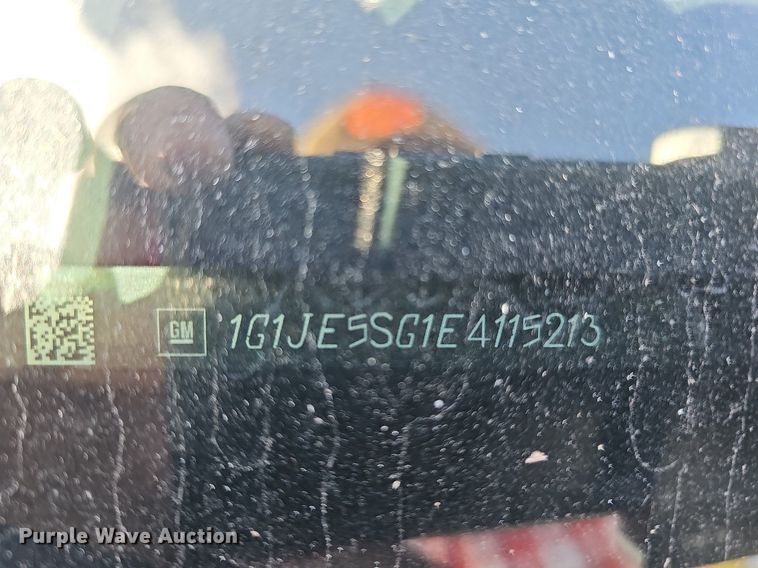 GM 1G1JE5SG1E4115213
Purple Wave Auction